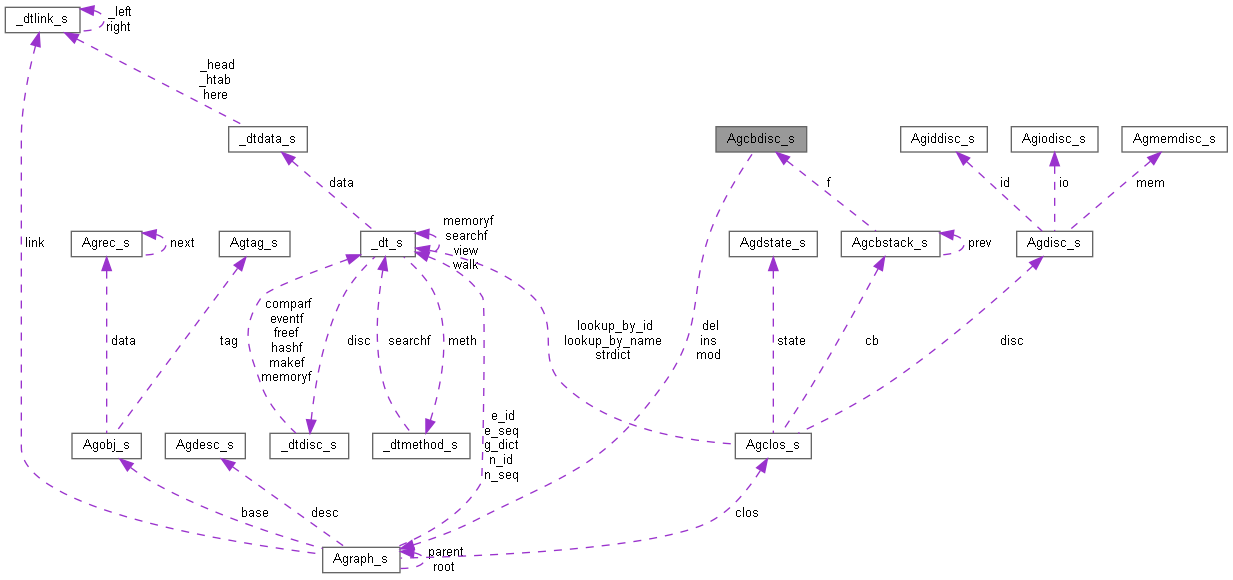 _dtlink_s
_left
right
_head
_htab
here
_dtdata_s
Agcbdisc_s
Agiddisc_s
Agiodisc_s
Agmemdisc_s
data
f
id
io
mem
link
Agrec_s
next
Agtag_s
_dt_s
memoryf
searchf
view
walk
Agdstate_s
Agcbstack_s
prev
Agdisc_s
data
tag
comparf
eventf
freef
hashf
makef
memoryf
disc
searchf
meth
lookup_by_id
lookup_by_name
strdict
del
ins
mod
state
cb
disc
Agobj_s
Agdesc_s
_dtdisc_s
_dtmethod_s
e_id
e_seq
g_dict
n_id
n_seq
Agclos_s
base
desc
clos
Agraph_s
parent
root